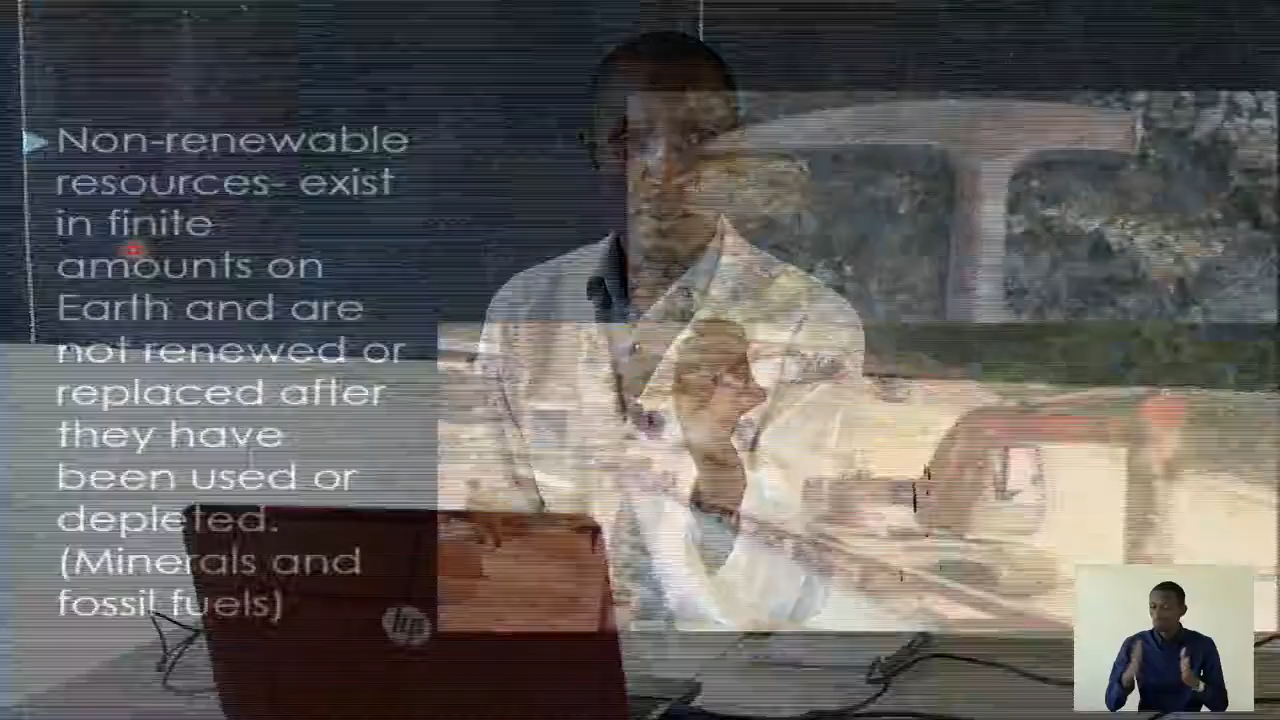 Non-renewable
resources- exist
in finite
amounts on
Earth and are
not renewed or
replaced after
they have
been used or
depleted.
(Minerals and
fossil fuels)
hp